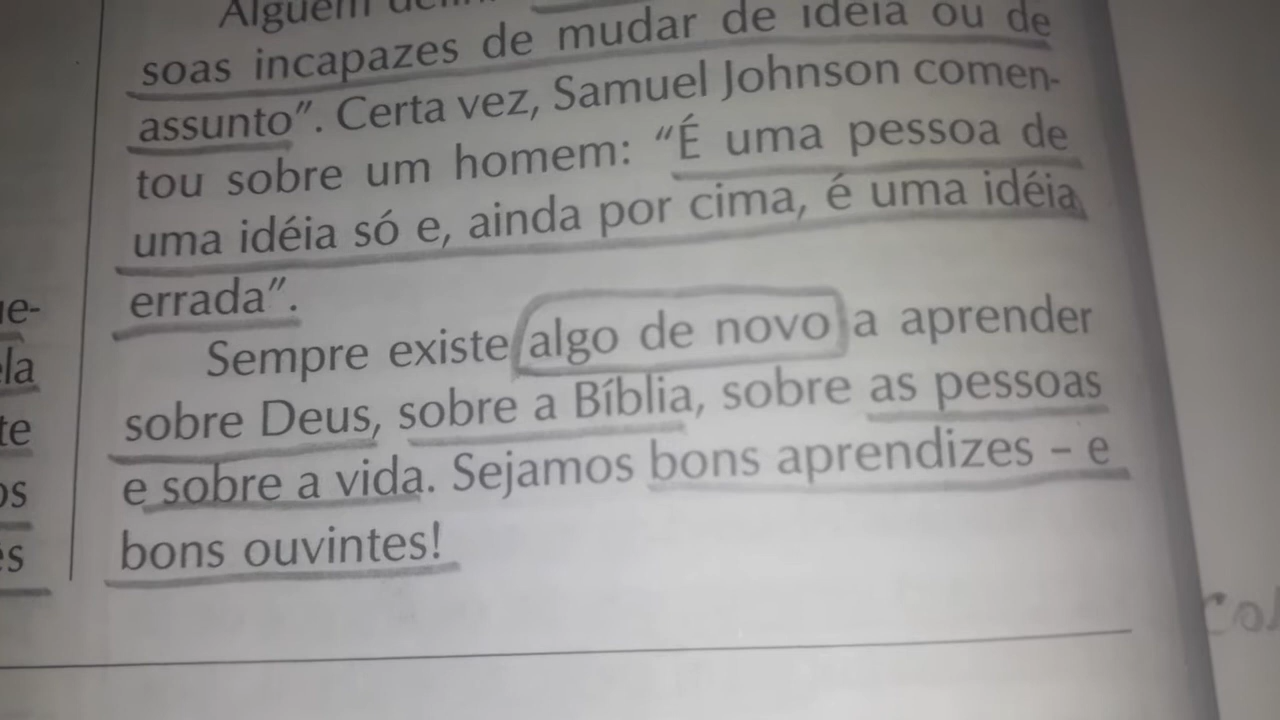 Alguém
soas incapazes de mudar de idéia ou de
assunto”. Certa vez, Samuel Johnson comen-
tou sobre um homem: “É uma pessoa de
uma idéia só e, ainda por cima, é uma idéia
errada”.
Sempre existe algo de novo a aprender
sobre Deus, sobre a Bíblia, sobre as pessoas
e sobre a vida. Sejamos bons aprendizes – e
bons ouvintes!